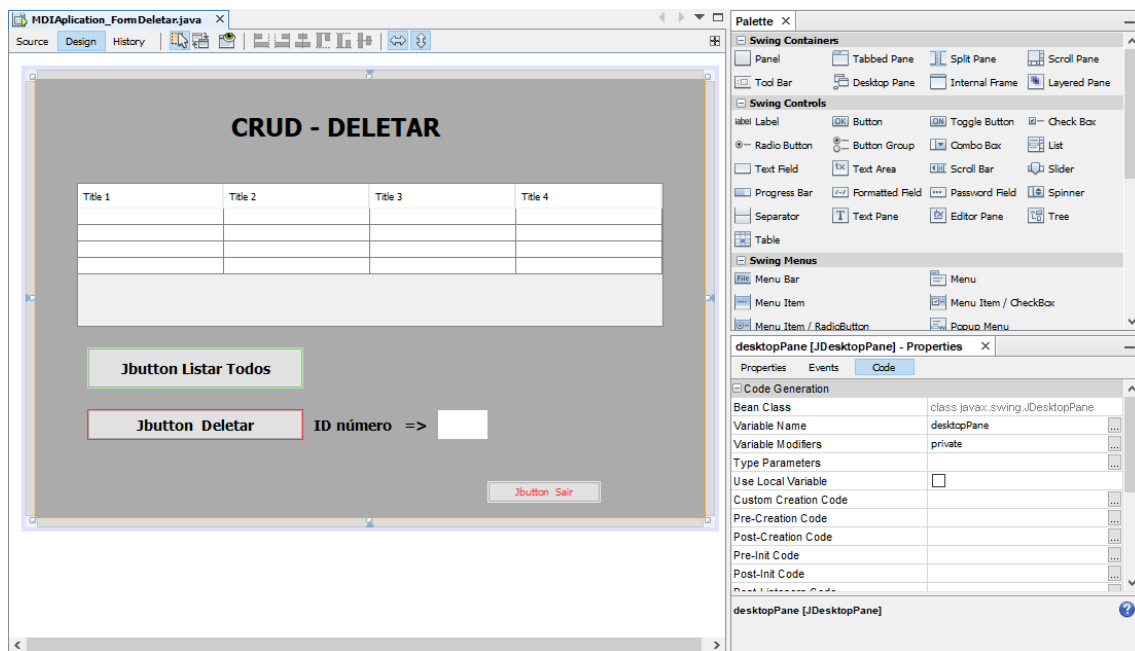 MDIAplication_FormDeletar.java
Source Design History
CRUD - DELETAR
Title 1 Title 2 Title 3 Title 4
Jbutton Listar Todos
Jbutton Deletar ID número =>
Jbutton Sair
Palette
Swing Containers
Panel Tabbed Pane Split Pane Scroll Pane
Tool Bar Desktop Pane Internal Frame Layered Pane
Swing Controls
label Label OK Button ON Toggle Button Check Box
Radio Button Button Group Combo Box List
Text Field Text Area Scroll Bar Slider
Progress Bar Formatted Field Password Field Spinner
Separator T Text Pane Editor Pane Tree
Table
Swing Menus
File Menu Bar Menu
Menu Item Menu Item / CheckBox
Menu Item / RadioButton Popup Menu
desktopPane [JDesktopPane] - Properties
Properties Events Code
Code Generation
Bean Class class javax.swing.JDesktopPane
Variable Name desktopPane ...
Variable Modifiers private ...
Type Parameters ...
Use Local Variable
Custom Creation Code ...
Pre-Creation Code ...
Post-Creation Code ...
Pre-Init Code ...
Post-Init Code ...
Post-Listeners Code
desktopPane [JDesktopPane] ?